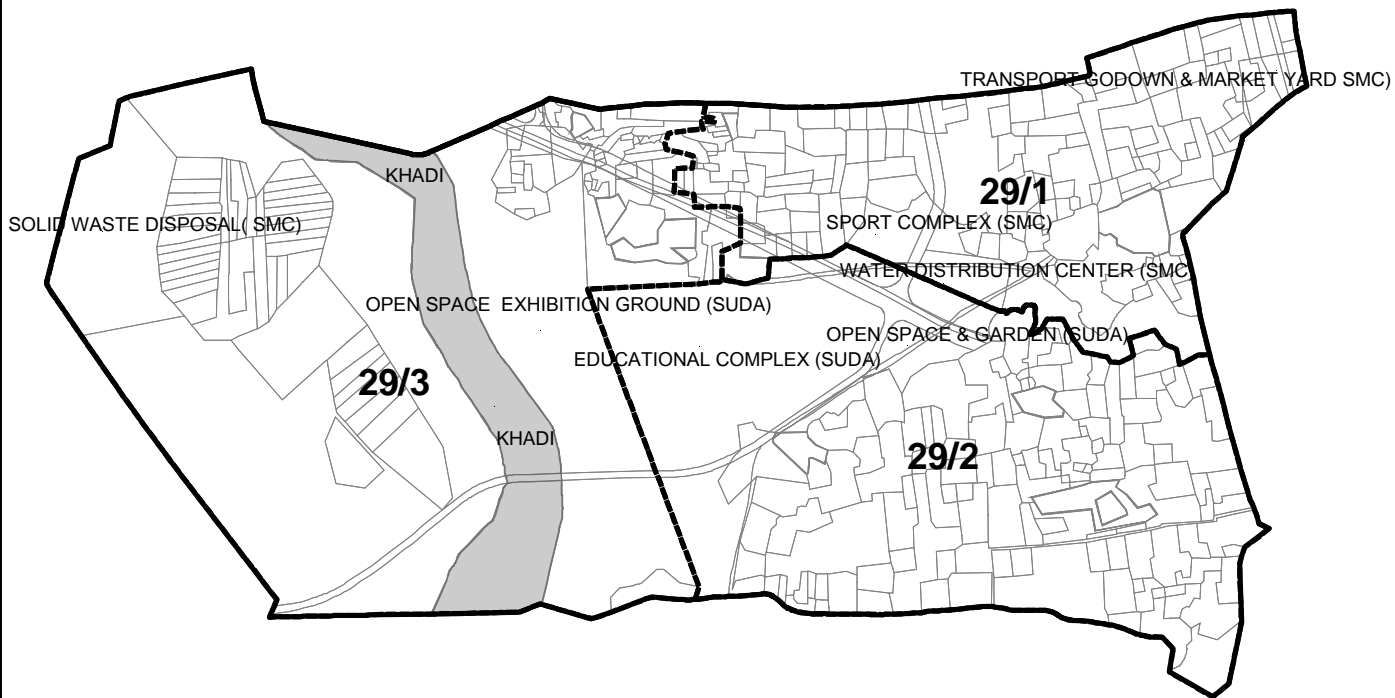 TRANSPORT GODOWN & MARKET YARD SMC)
KHADI
29/1
SOLID WASTE DISPOSAL( SMC)
SPORT COMPLEX (SMC)
WATER DISTRIBUTION CENTER (SMC
OPEN SPACE EXHIBITION GROUND (SUDA)
OPEN SPACE & GARDEN (SUDA)
EDUCATIONAL COMPLEX (SUDA)
29/3
KHADI
29/2